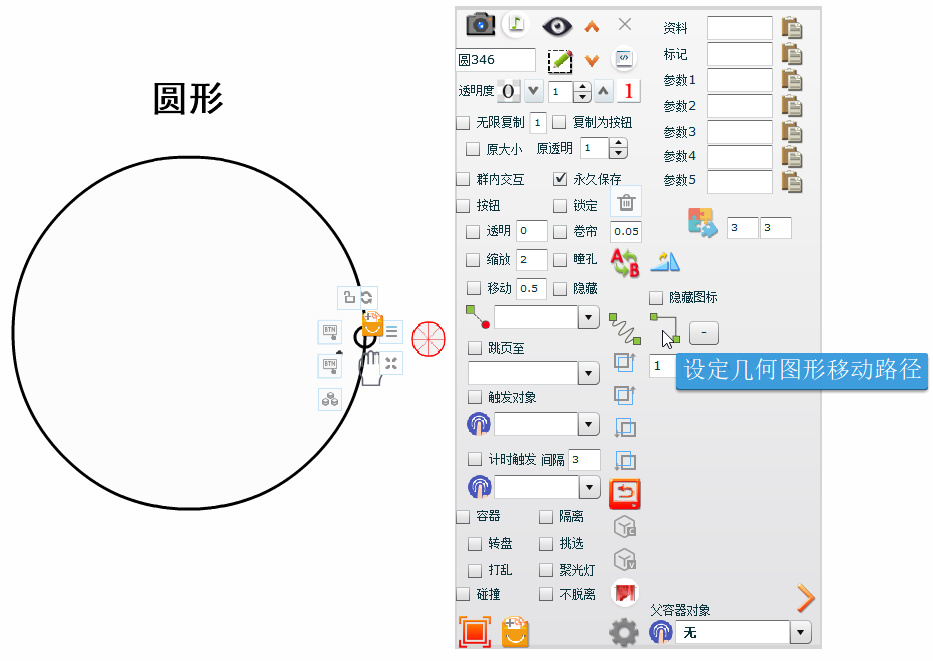 圆形
BTN
BTN
圆346
透明度 0 1 1
无限复制 1 复制为按钮
原大小 原透明 1
群内交互 永久保存
按钮 锁定
透明 0 卷帘 0.05
缩放 2 瞳孔
A B
移动 0.5 隐藏
跳页至
触发对象
计时触发 间隔 3
容器 隔离
转盘 挑选
打乱 聚光灯
碰撞 不脱离
资料
标记
参数1
参数2
参数3
参数4
参数5
3 3
隐藏图标
-
1
设定几何图形移动路径
父容器对象
无